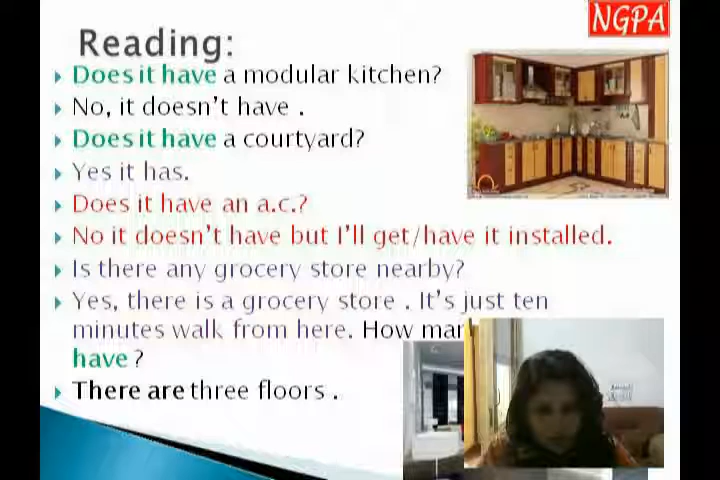 NGPA
Reading:
Does it have a modular kitchen?
No, it doesn't have .
Does it have a courtyard?
Yes it has.
Does it have an a.c.?
No it doesn't have but I'll get/have it installed.
Is there any grocery store nearby?
Yes, there is a grocery store . It's just ten
minutes walk from here. How
have ?
There are three floors .